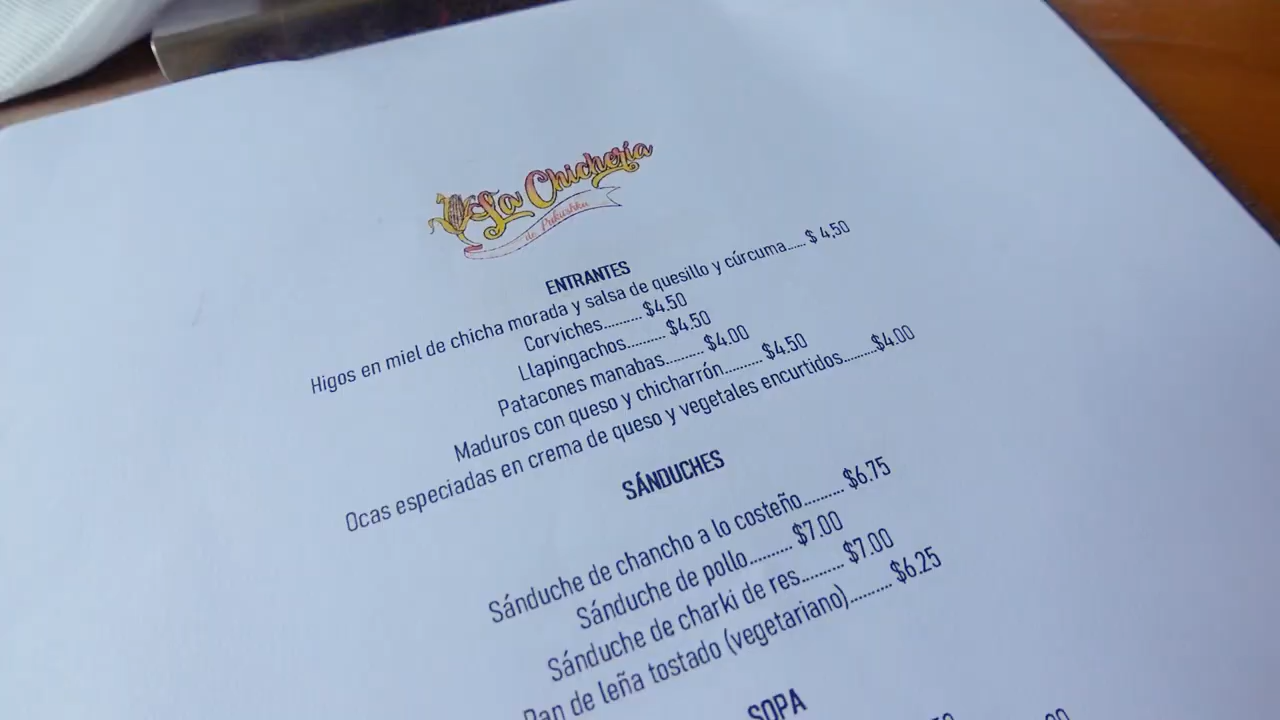 La Chichería
de Pukushka
ENTRANTES
Higos en miel de chicha morada y salsa de quesillo y cúrcuma..... $ 4,50
Corviches......... $4.50
Llapingachos......... $4.50
Patacones manabas......... $4.00
Maduros con queso y chicharrón......... $4.50
Ocas especiadas en crema de queso y vegetales encurtidos........$4.00
SÁNDUCHES
Sánduche de chancho a lo costeño......... $6.75
Sánduche de pollo......... $7.00
Sánduche de charki de res......... $7.00
Pan de leña tostado (vegetariano)......... $6.25
SOPA